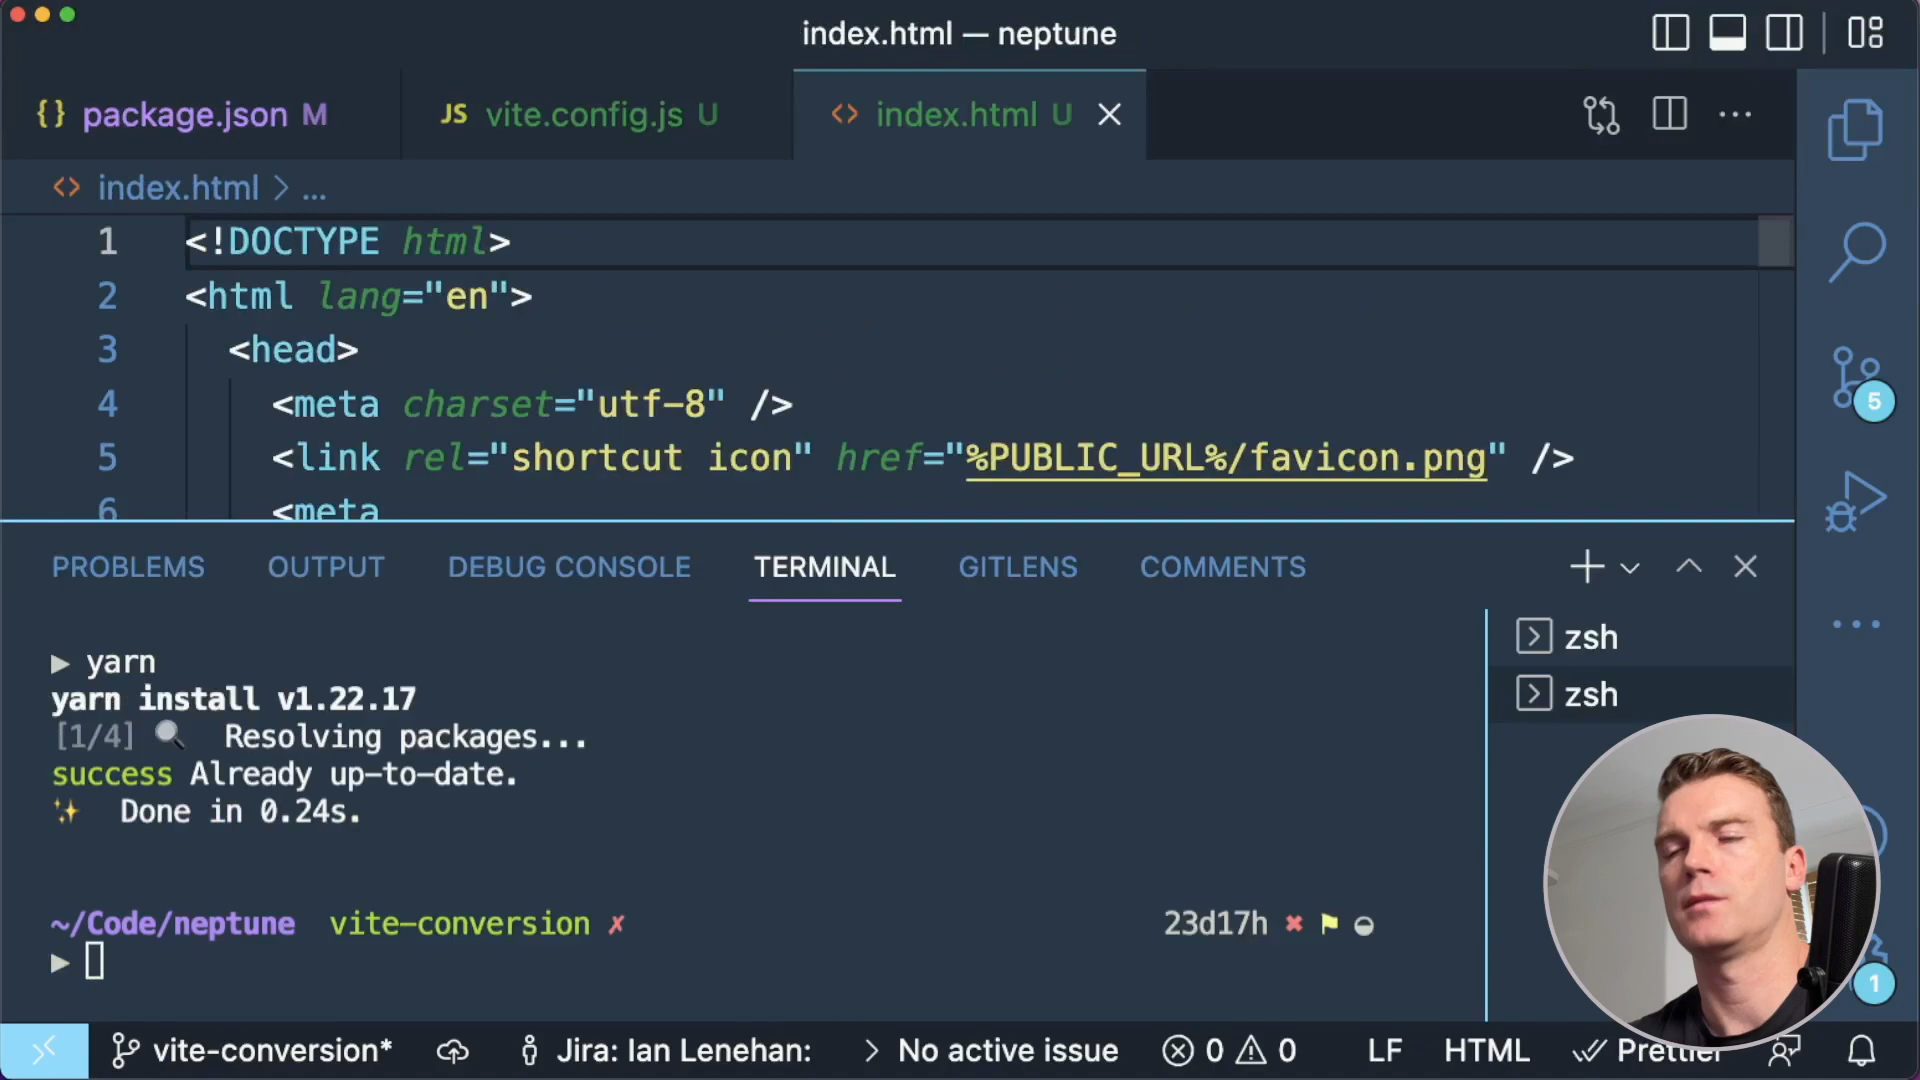 index.html — neptune
{} package.json M
JS vite.config.js U
<> index.html U
<> index.html > ...
1 <!DOCTYPE html>
2 <html lang="en">
3 <head>
4 <meta charset="utf-8" />
5 <link rel="shortcut icon" href="%PUBLIC_URL%/favicon.png" />
6 <meta
5
PROBLEMS OUTPUT DEBUG CONSOLE TERMINAL GITLENS COMMENTS
zsh
zsh
yarn
yarn install v1.22.17
[1/4] Resolving packages...
success Already up-to-date.
Done in 0.24s.
~/Code/neptune vite-conversion ✗ 23d17h
1
vite-conversion* Jira: Ian Lenehan: > No active issue 0 0 LF HTML Prettier